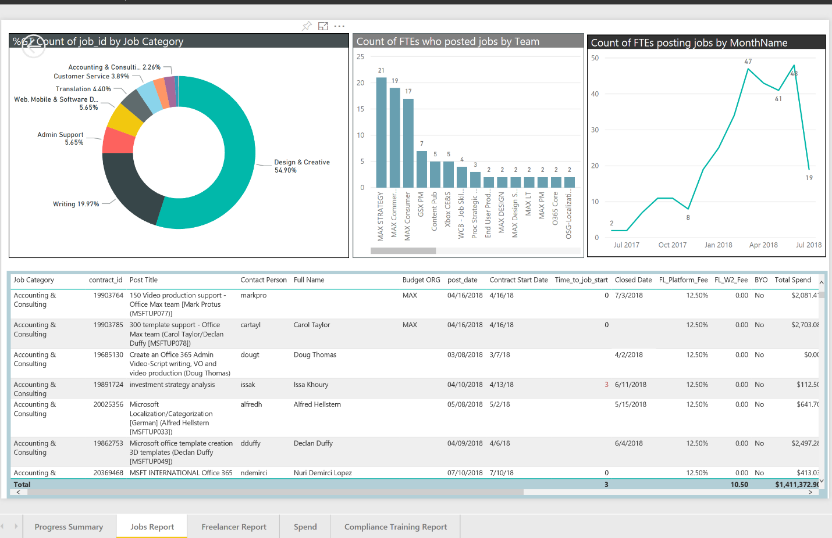 Count of job_id by Job Category
Accounting & Consulti... 2.26%
Customer Service 3.89%
Translation 4.40%
Web, Mobile & Software D...
5.65%
Admin Support
5.65%
Writing 19.97%
Design & Creative
54.90%
Count of FTEs who posted jobs by Team
25
20
15
10
5
0
21
19
17
7
5
5
4
3
2
2
2
2
2
2
2
MAX STRATEGY
MAX Commer...
MAX Consumer
GSX PM
Content Pub
Xbox CE&S
WCB - Job Skil...
Proc Strategic ...
End User Prod...
MAX DESIGN
MAX Design S...
MAX LT
MAX PM
O365 Core
OSG-Localizati...
Count of FTEs posting jobs by MonthName
50
40
30
20
10
0
2
8
47
41
48
19
Jul 2017
Oct 2017
Jan 2018
Apr 2018
Jul 2018
Job Category contract_id Post Title Contact Person Full Name Budget ORG post_date Contract Start Date Time_to_job_start Closed Date FL_Platform_Fee FL_W2_Fee BYO Total Spend
Accounting & 19903764 150 Video production support - markpro MAX 04/16/2018 4/16/18 0 7/3/2018 12.50% 0.00 No $2,081.41
Consulting Office Max team [Mark Protus
(MSFTUP077)]
Accounting & 19903785 300 template support - Office cartayl Carol Taylor MAX 04/16/2018 4/16/18 0 12.50% 0.00 No $2,703.08
Consulting Max team (Carol Taylor/Declan
Duffy [MSFTUP078])
Accounting & 19685130 Create an Office 365 Admin dougt Doug Thomas 03/08/2018 3/7/18 4/2/2018 12.50% 0.00 No $0.00
Consulting Video-Script writing, VO and
video production (Doug Thomas)
Accounting & 19891724 investment strategy analysis issak Issa Khoury 04/10/2018 4/13/18 3 6/11/2018 12.50% 0.00 No $112.50
Consulting
Accounting & 20025356 Microsoft alfredh Alfred Hellstern 05/08/2018 5/2/18 5/15/2018 12.50% 0.00 No $641.70
Consulting Localization/Categorization
[German] (Alfred Hellstern
[MSFTUP033])
Accounting & 19862753 Microsoft office template creation dduffy Declan Duffy 04/09/2018 4/6/18 6/4/2018 12.50% 0.00 No $2,497.28
Consulting 3D templates (Declan Duffy
[MSFTUP049])
Accounting & 20369468 MSFT INTERNATIONAL Office 365 ndemirci Nuri Demirci Lopez 07/10/2018 7/10/18 0 12.50% 0.00 No $413.03
Total 3 10.50 $1,411,372.90
Progress Summary
Jobs Report
Freelancer Report
Spend
Compliance Training Report